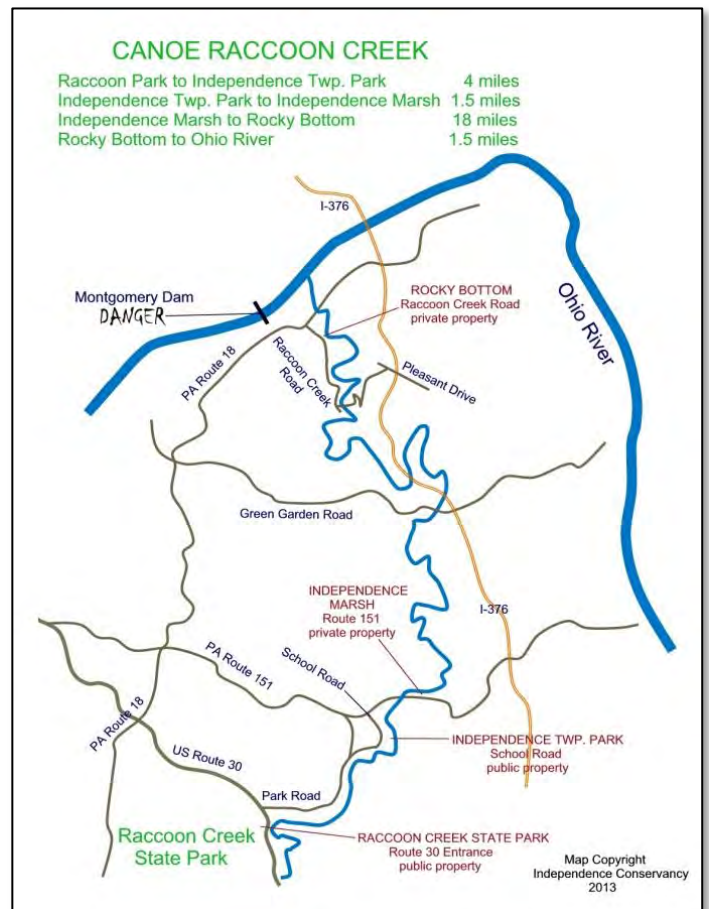 CANOE RACCOON CREEK
Raccoon Park to Independence Twp. Park 4 miles
Independence Twp. Park to Independence Marsh 1.5 miles
Independence Marsh to Rocky Bottom 18 miles
Rocky Bottom to Ohio River 1.5 miles
I-376
Montgomery Dam
DANGER
ROCKY BOTTOM
Raccoon Creek Road
private property
Ohio River
PA Route 18
Raccoon Creek
Road
Pleasant Drive
Green Garden Road
INDEPENDENCE
MARSH
Route 151
private property
I-376
PA Route 151
School Road
PA Route 18
US Route 30
INDEPENDENCE TWP. PARK
School Road
public property
Park Road
Raccoon Creek
State Park
RACCOON CREEK STATE PARK
Route 30 Entrance
public property
Map Copyright
Independence Conservancy
2013